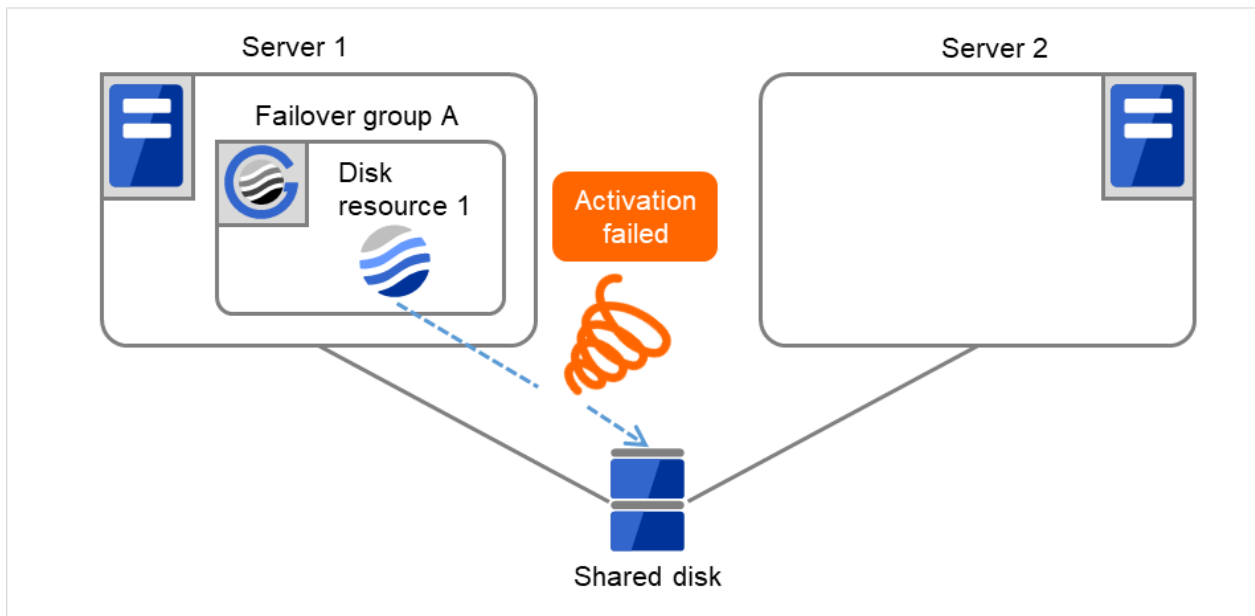 Server 1
Server 2
Failover group A
Disk
resource 1
Activation
failed
Shared disk